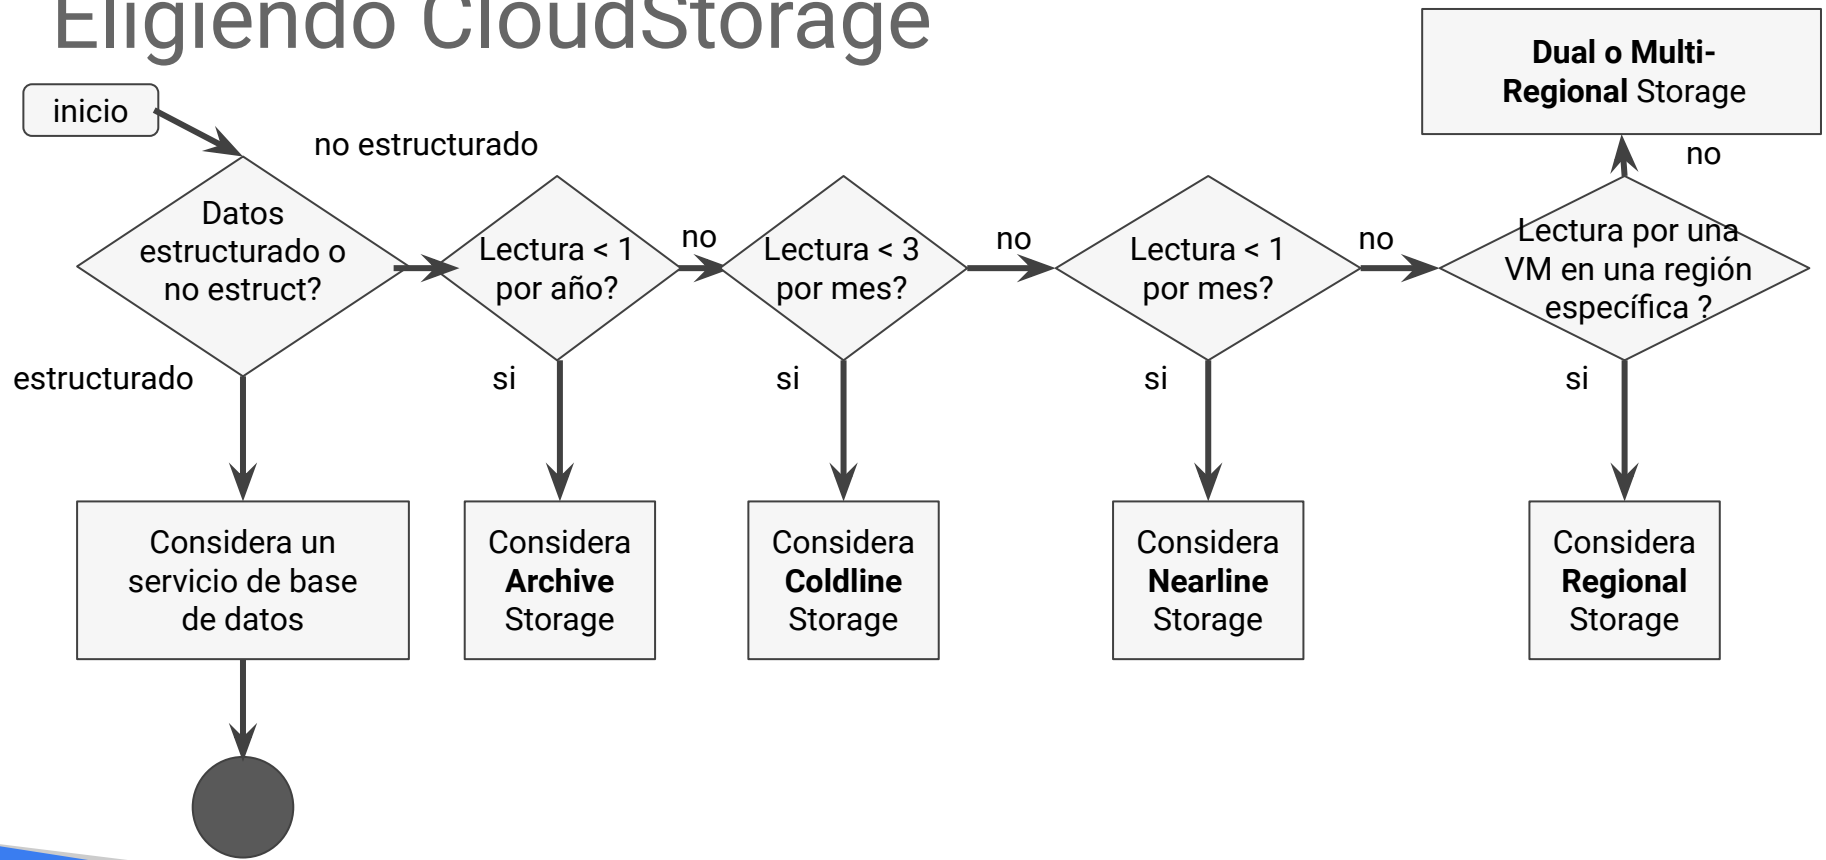 Eligiendo CloudStorage
inicio
no estructurado
Datos
estructurado o
no estruct?
estructurado
Considera un
servicio de base
de datos
Lectura < 1
por año?
no
si
Considera
Archive
Storage
Lectura < 3
por mes?
no
si
Considera
Coldline
Storage
Lectura < 1
por mes?
no
si
Considera
Nearline
Storage
Lectura por una
VM en una región
específica ?
no
Dual o Multi-
Regional Storage
si
Considera
Regional
Storage